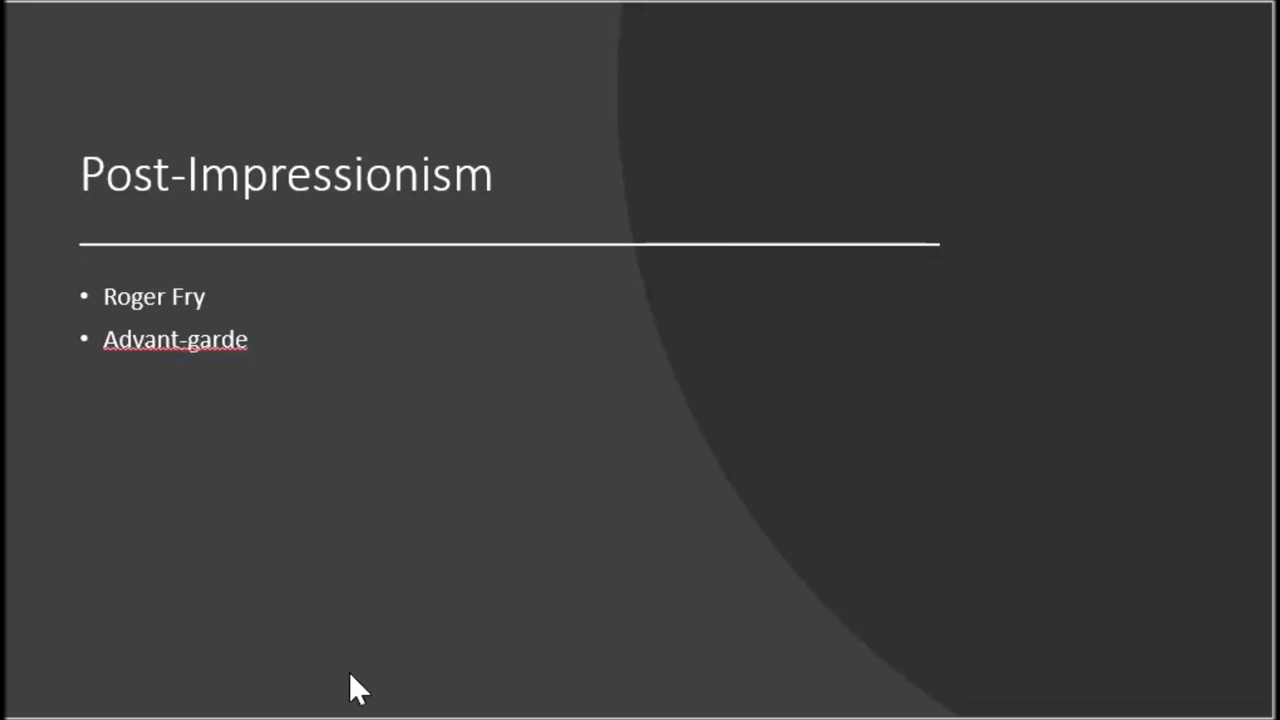 Post-Impressionism
• Roger Fry
• Advant-garde